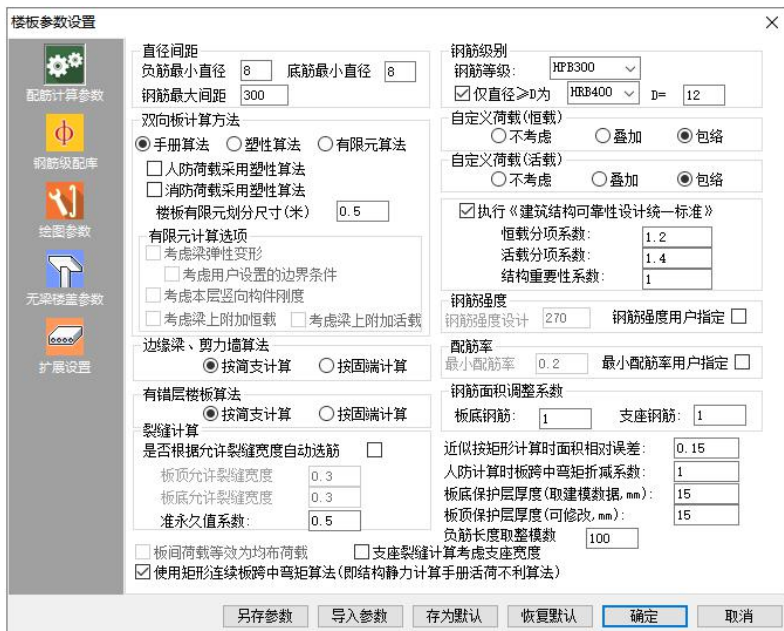 楼板参数设置
配筋计算参数
钢筋级配库
绘图参数
无梁楼盖参数
扩展设置
直径间距
负筋最小直径 8 底筋最小直径 8
钢筋最大间距 300
双向板计算方法
手册算法 塑性算法 有限元算法
人防荷载采用塑性算法
消防荷载采用塑性算法
楼板有限元划分尺寸(米) 0.5
有限元计算选项
考虑梁弹性变形
考虑用户设置的边界条件
考虑本层竖向构件刚度
考虑梁上附加恒载 考虑梁上附加活载
边缘梁、剪力墙算法
按简支计算 按固端计算
有错层楼板算法
按简支计算 按固端计算
裂缝计算
是否根据允许裂缝宽度自动选筋
板顶允许裂缝宽度 0.3
板底允许裂缝宽度 0.3
准永久值系数: 0.5
板间荷载等效为均布荷载 支座裂缝计算考虑支座宽度
使用矩形连续板跨中弯矩算法(即结构静力计算手册活荷不利算法)
钢筋级别
钢筋等级: HPB300
仅直径≥D为 HRB400 D= 12
自定义荷载(恒载)
不考虑 叠加 包络
自定义荷载(活载)
不考虑 叠加 包络
执行《建筑结构可靠性设计统一标准》
恒载分项系数: 1.2
活载分项系数: 1.4
结构重要性系数: 1
钢筋强度
钢筋强度设计 270 钢筋强度用户指定
配筋率
最小配筋率 0.2 最小配筋率用户指定
钢筋面积调整系数
板底钢筋: 1 支座钢筋: 1
近似按矩形计算时面积相对误差: 0.15
人防计算时板跨中弯矩折减系数: 1
板底保护层厚度(取建模数据,mm): 15
板顶保护层厚度(可修改,mm): 15
负筋长度取整模数 100
另存参数 导入参数 存为默认 恢复默认 确定 取消